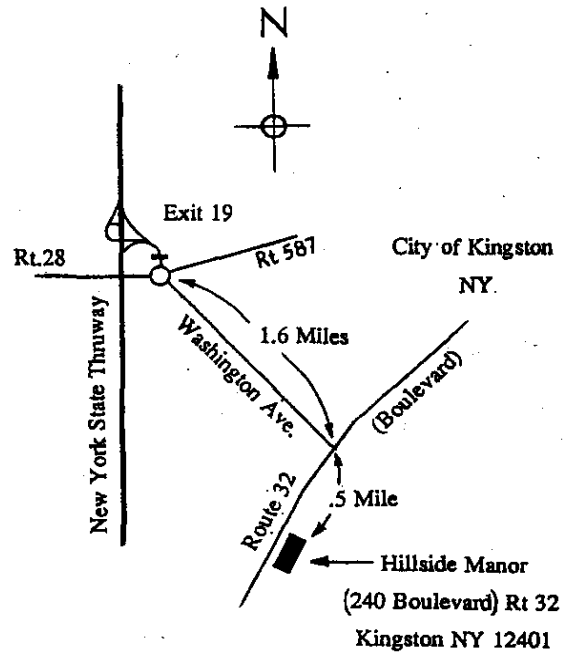 N
Exit 19
Rt.28
Rt 587
City of Kingston
NY.
1.6 Miles
Washington Ave.
(Boulevard)
New York State Thruway
Route 32
.5 Mile
Hillside Manor
(240 Boulevard) Rt 32
Kingston NY 12401